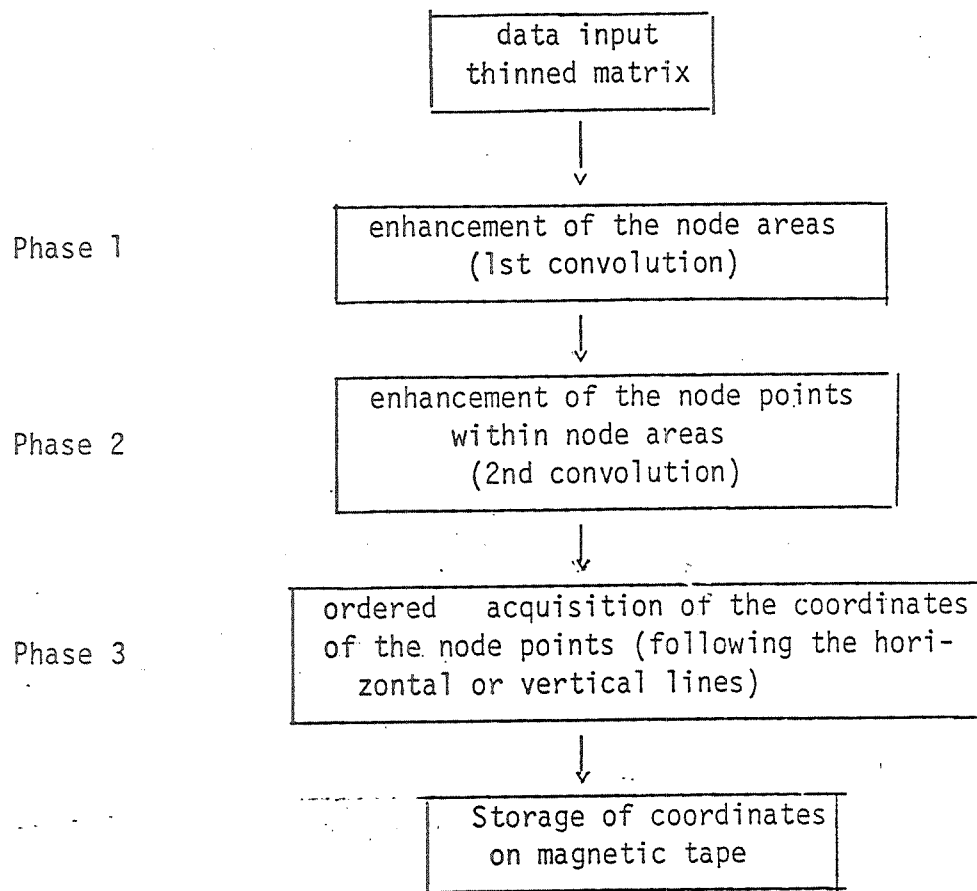 data input
thinned matrix
Phase 1
enhancement of the node areas
(1st convolution)
Phase 2
enhancement of the node points
within node areas
(2nd convolution)
Phase 3
ordered acquisition of the coordinates
of the node points (following the hori-
zontal or vertical lines)
Storage of coordinates
on magnetic tape